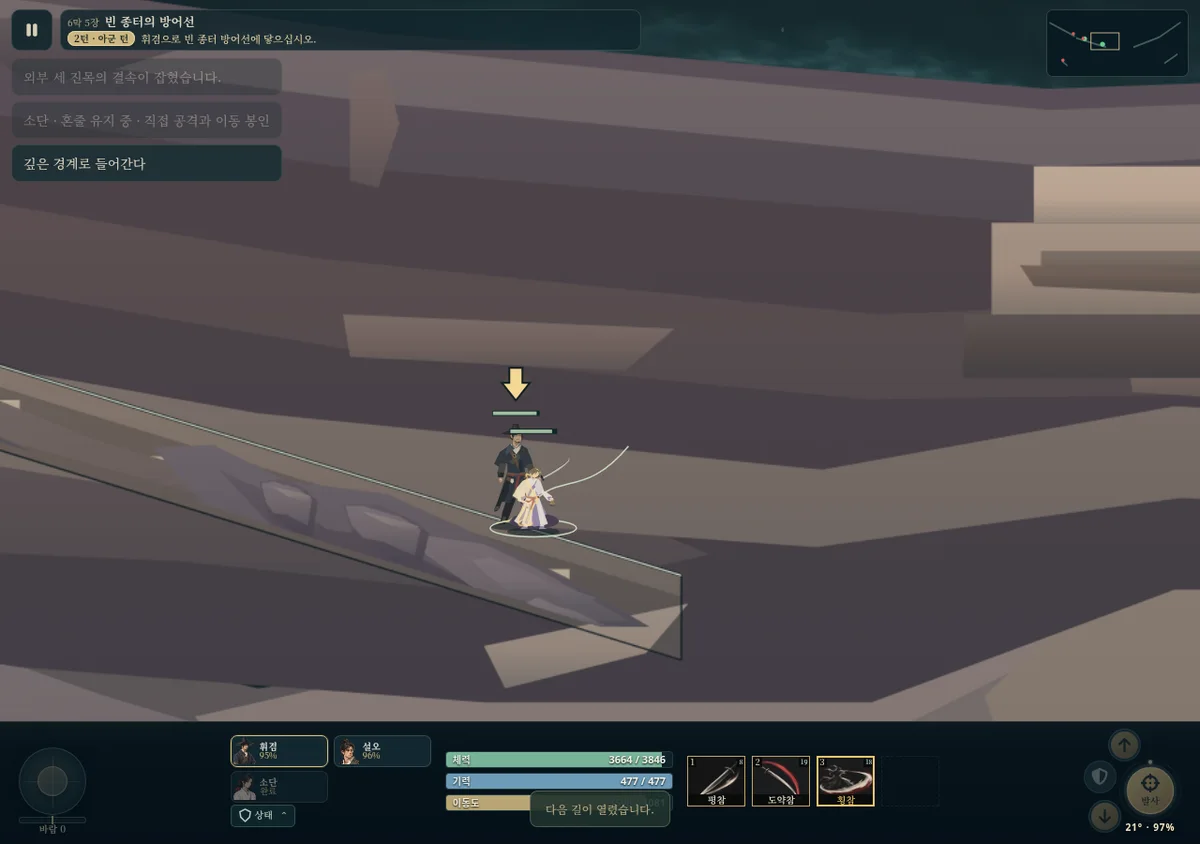 6막 5장 빈 종터의 방어선
2턴 · 아군 턴 휘겸으로 빈 종터 방어선에 닿으십시오.
외부 세 진목의 결속이 잡혔습니다.
소단 · 혼줄 유지 중 · 직접 공격과 이동 봉인
깊은 경계로 들어간다
휘겸
95%
설오
96%
소단
완료
상태
체력 3664 / 3846
기력 477 / 477
이동도
다음 길이 열렸습니다.
1 8
평참
2 19
도약참
3 18
횡참
바람 0
발사
21° · 97%